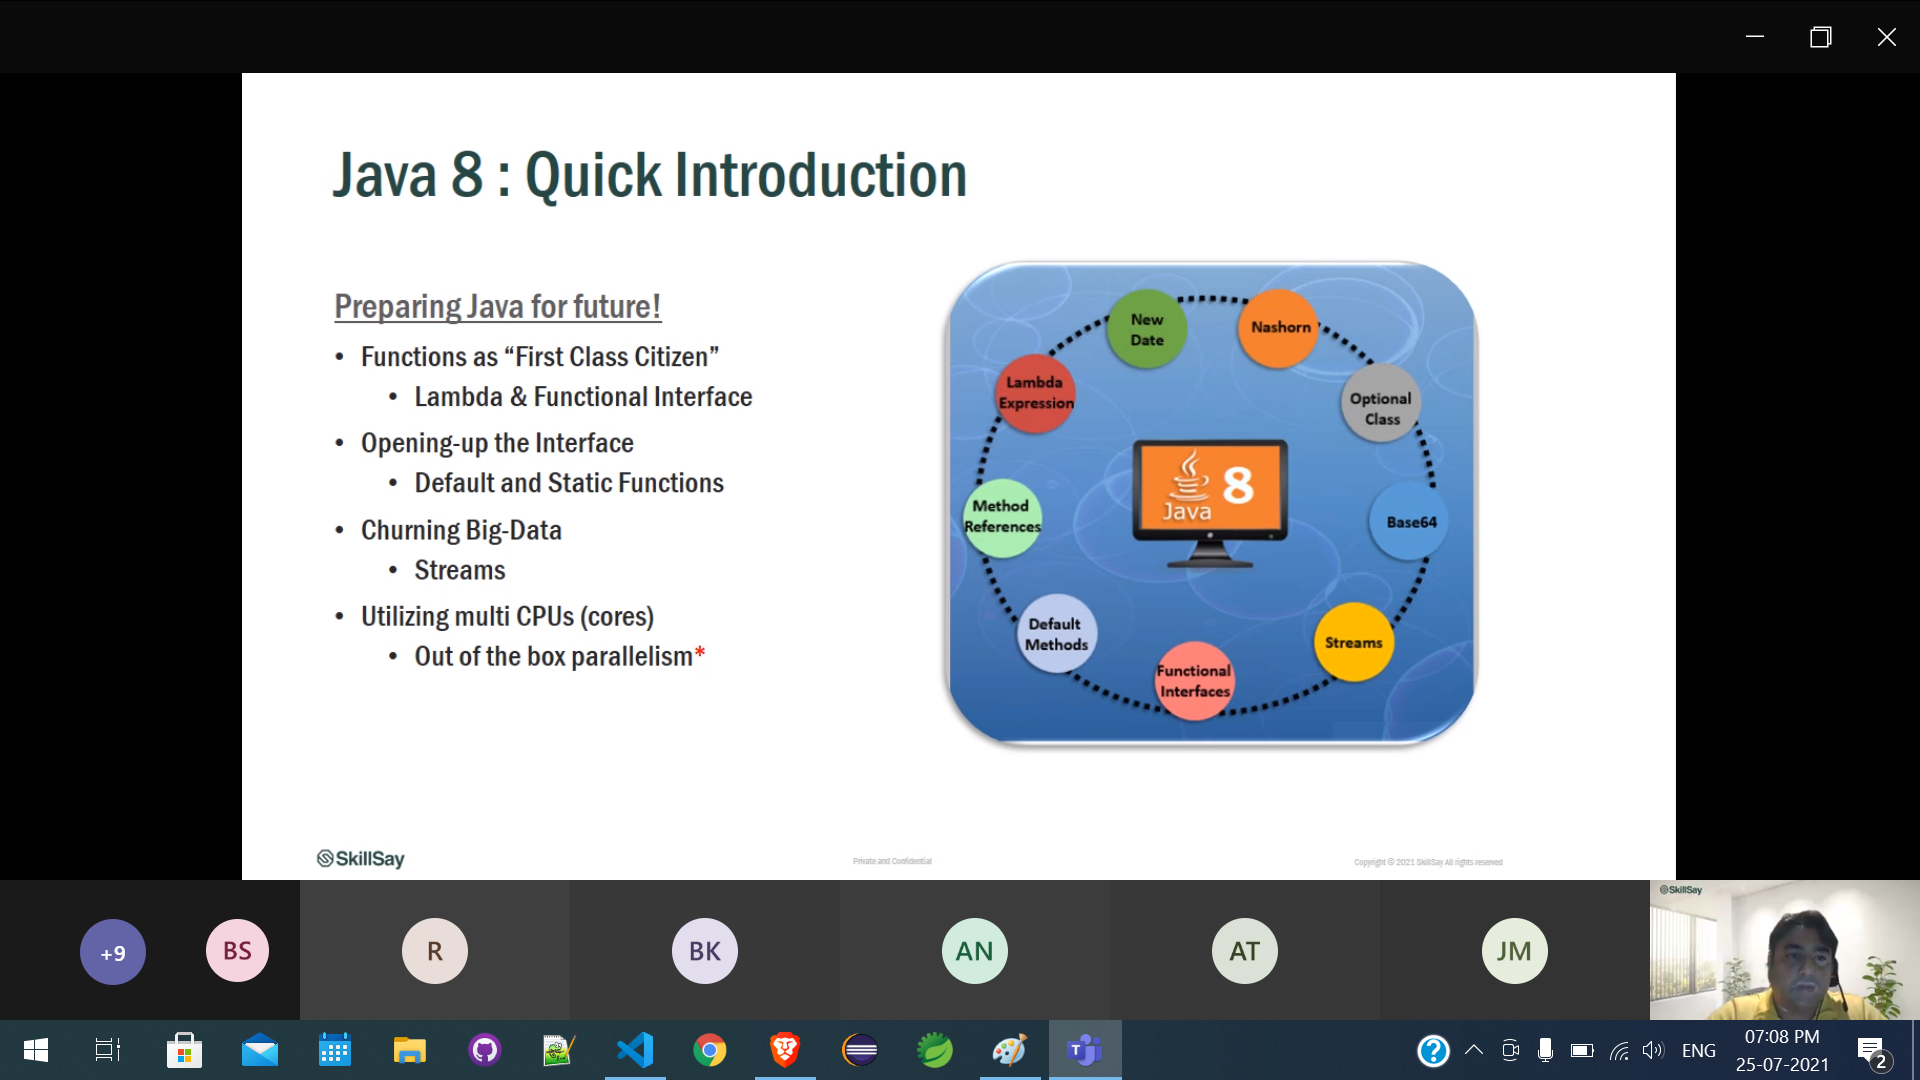 Java 8 : Quick Introduction
Preparing Java for future!
• Functions as “First Class Citizen”
• Lambda & Functional Interface
• Opening-up the Interface
• Default and Static Functions
• Churning Big-Data
• Streams
• Utilizing multi CPUs (cores)
• Out of the box parallelism*
New
Date
Nashorn
Lambda
Expression
Optional
Class
8
Java
Method
References
Base64
Default
Methods
Streams
Functional
Interfaces
SkillSay
Private and Confidential
Copyright © 2021 SkillSay All rights reserved
+9
BS
R
BK
AN
AT
JM
SkillSay
ENG
07:08 PM
25-07-2021
2